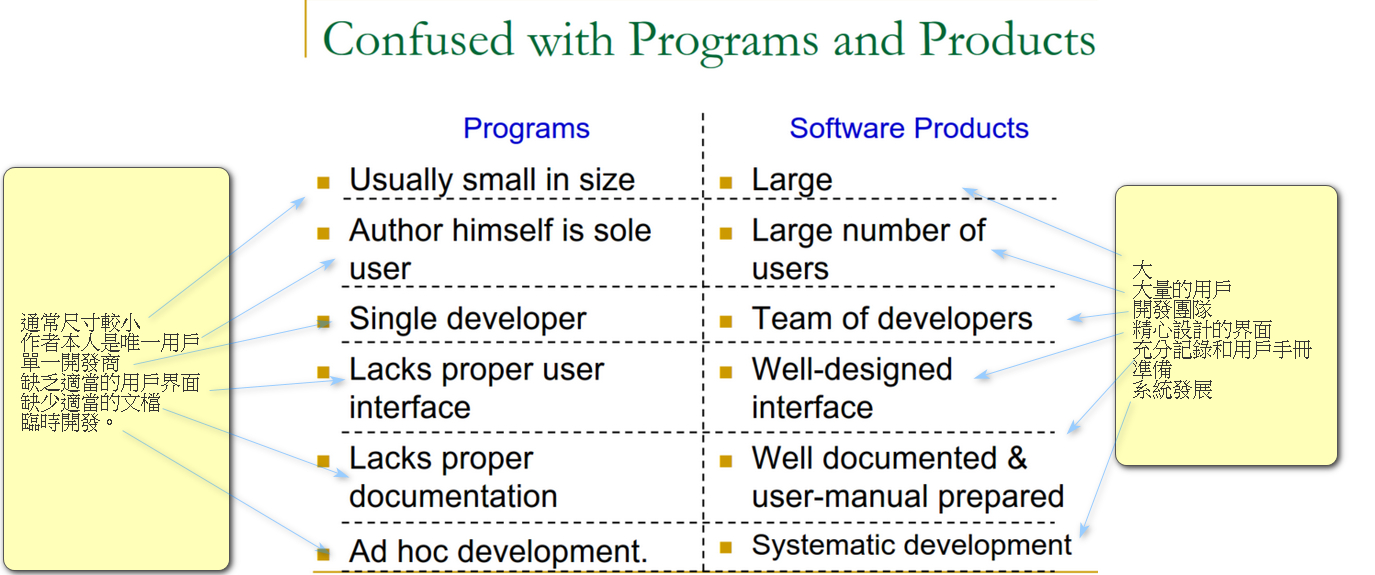 Confused with Programs and Products
Programs
Software Products
Usually small in size
Large
Author himself is sole
user
Large number of
users
Single developer
Team of developers
Lacks proper user
interface
Well-designed
interface
Lacks proper
documentation
Well documented &
user-manual prepared
Ad hoc development.
Systematic development
通常尺寸較小
作者本人是唯一用戶
單一開發商
缺乏適當的用戶界面
缺少適當的文檔
臨時開發。
大
大量的用戶
開發團隊
精心設計的界面
充分記錄和用戶手冊
準備
系統發展